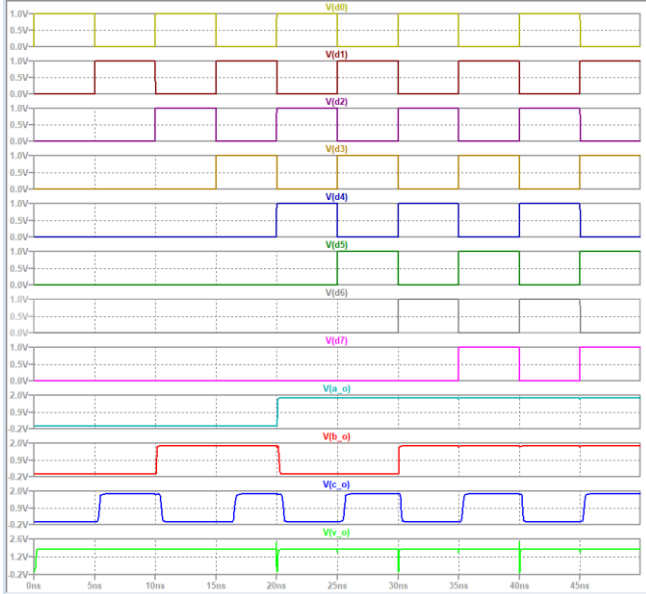 V(d0)
1.0V
0.5V
0.0V
V(d1)
1.0V
0.5V
0.0V
V(d2)
1.0V
0.5V
0.0V
V(d3)
1.0V
0.5V
0.0V
V(d4)
1.0V
0.5V
0.0V
V(d5)
1.0V
0.5V
0.0V
V(d6)
1.0V
0.5V
0.0V
V(d7)
1.0V
0.5V
0.0V
V(a_o)
2.0V
0.9V
-0.2V
V(b_o)
2.0V
0.9V
-0.2V
V(c_o)
2.0V
0.9V
-0.2V
V(v_o)
2.6V
1.2V
-0.2V
0ns 5ns 10ns 15ns 20ns 25ns 30ns 35ns 40ns 45ns